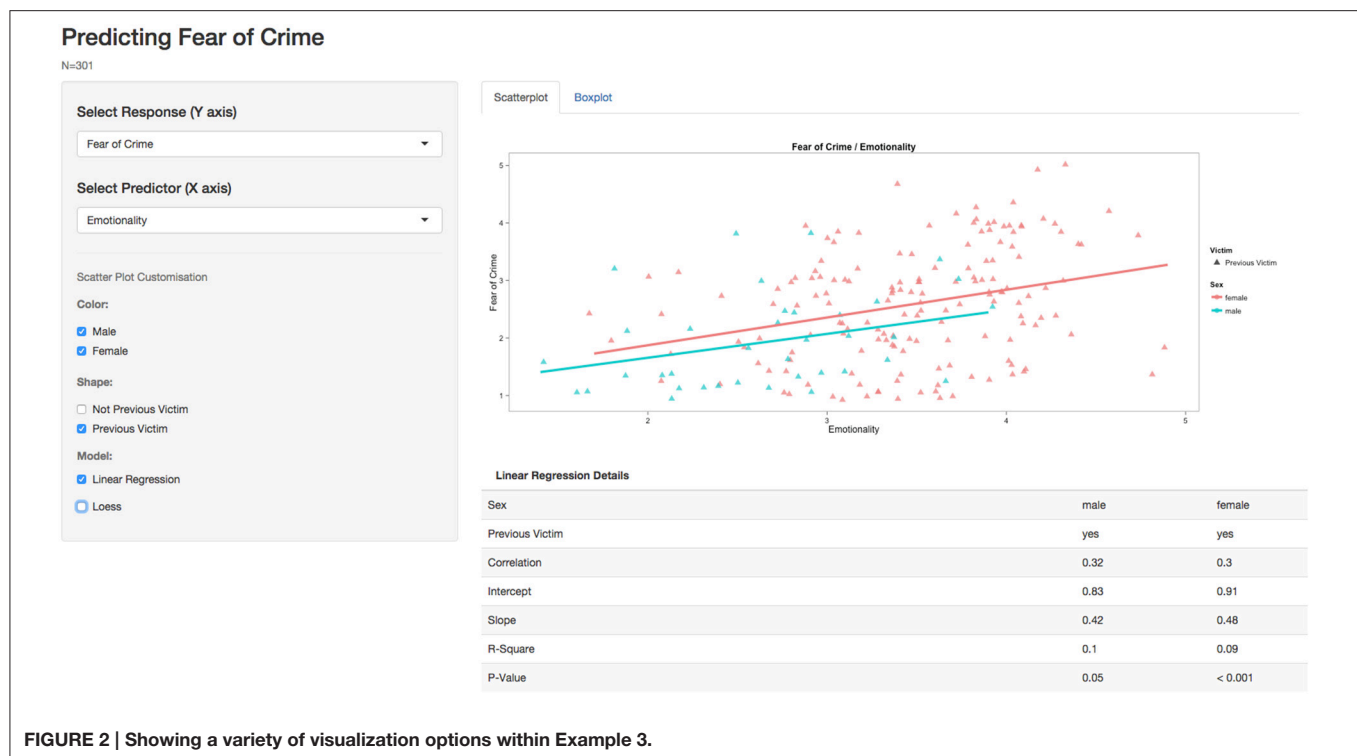 Predicting Fear of Crime
N=301
Select Response (Y axis)
Fear of Crime
Select Predictor (X axis)
Emotionality
Scatter Plot Customisation
Color:
Male
Female
Shape:
Not Previous Victim
Previous Victim
Model:
Linear Regression
Loess
Scatterplot Boxplot
Fear of Crime / Emotionality
5
4
3
2
1
Fear of Crime
2 3 4 5
Emotionality
Victim
Previous Victim
Sex
female
male
Linear Regression Details
Sex male female
Previous Victim yes yes
Correlation 0.32 0.3
Intercept 0.83 0.91
Slope 0.42 0.48
R-Square 0.1 0.09
P-Value 0.05 < 0.001
FIGURE 2 | Showing a variety of visualization options within Example 3.